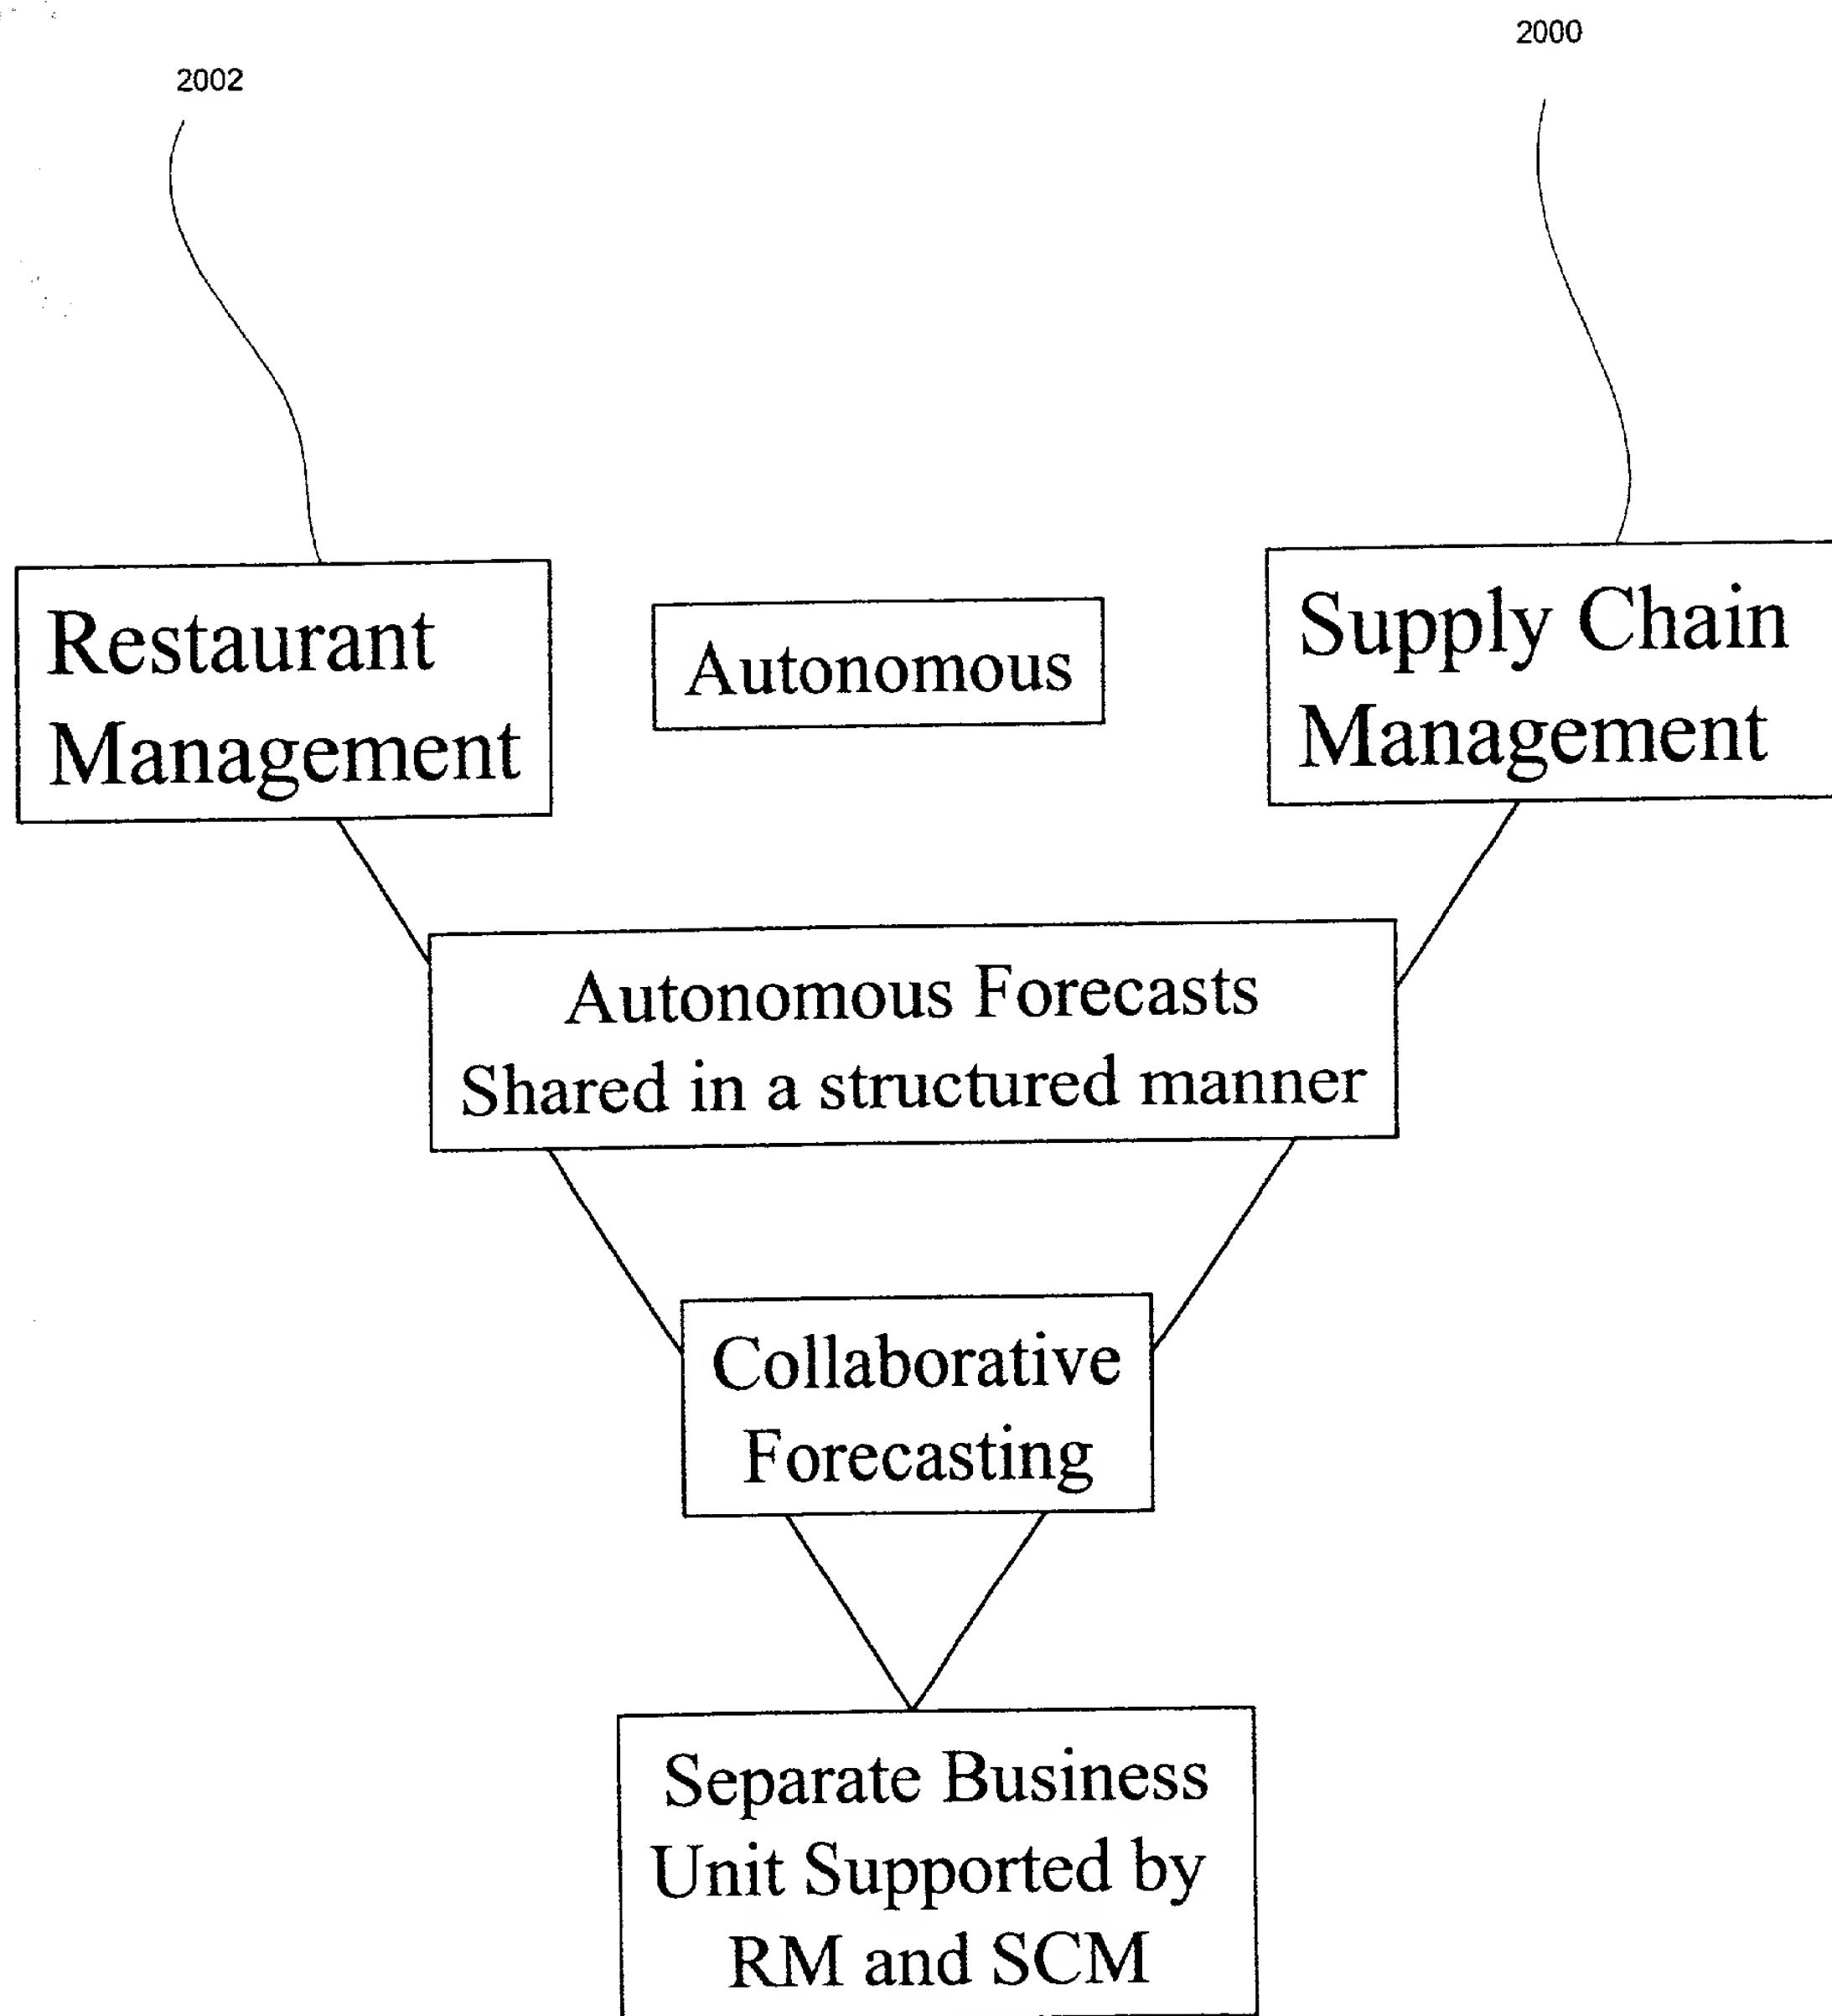 2000
2002
Restaurant
Management
Autonomous
Supply Chain
Management
Autonomous Forecasts
Shared in a structured manner
Collaborative
Forecasting
Separate Business
Unit Supported by
RM and SCM